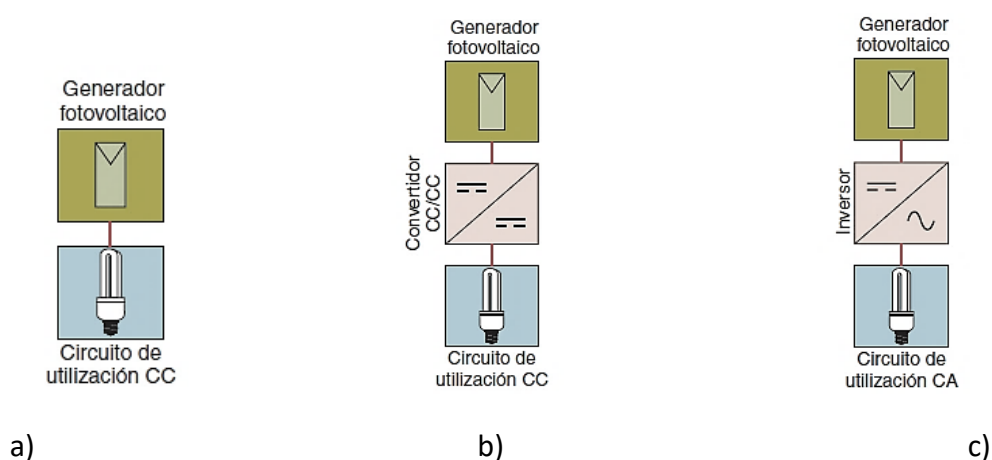 Generador
fotovoltaico
Circuito de
utilización CC
a)
Generador
fotovoltaico
Convertidor
CC/CC
Circuito de
utilización CC
b)
Generador
fotovoltaico
Inversor
Circuito de
utilización CA
c)